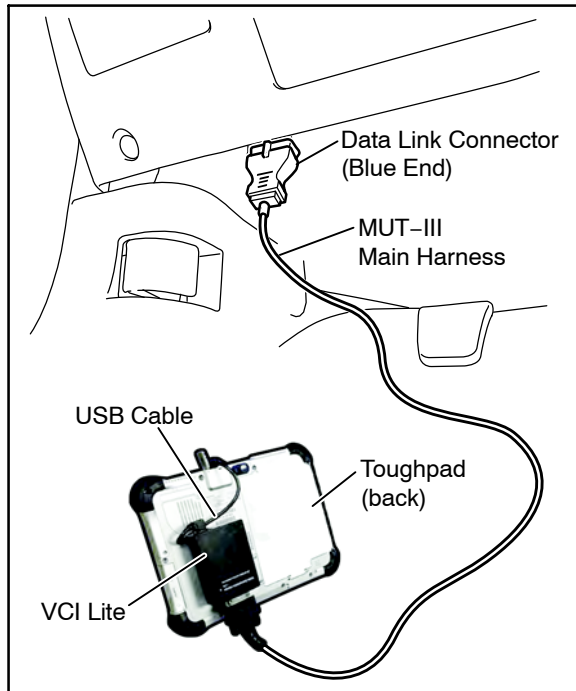 Data Link Connector
(Blue End)
MUT−III
Main Harness
USB Cable
Toughpad
(back)
VCI Lite